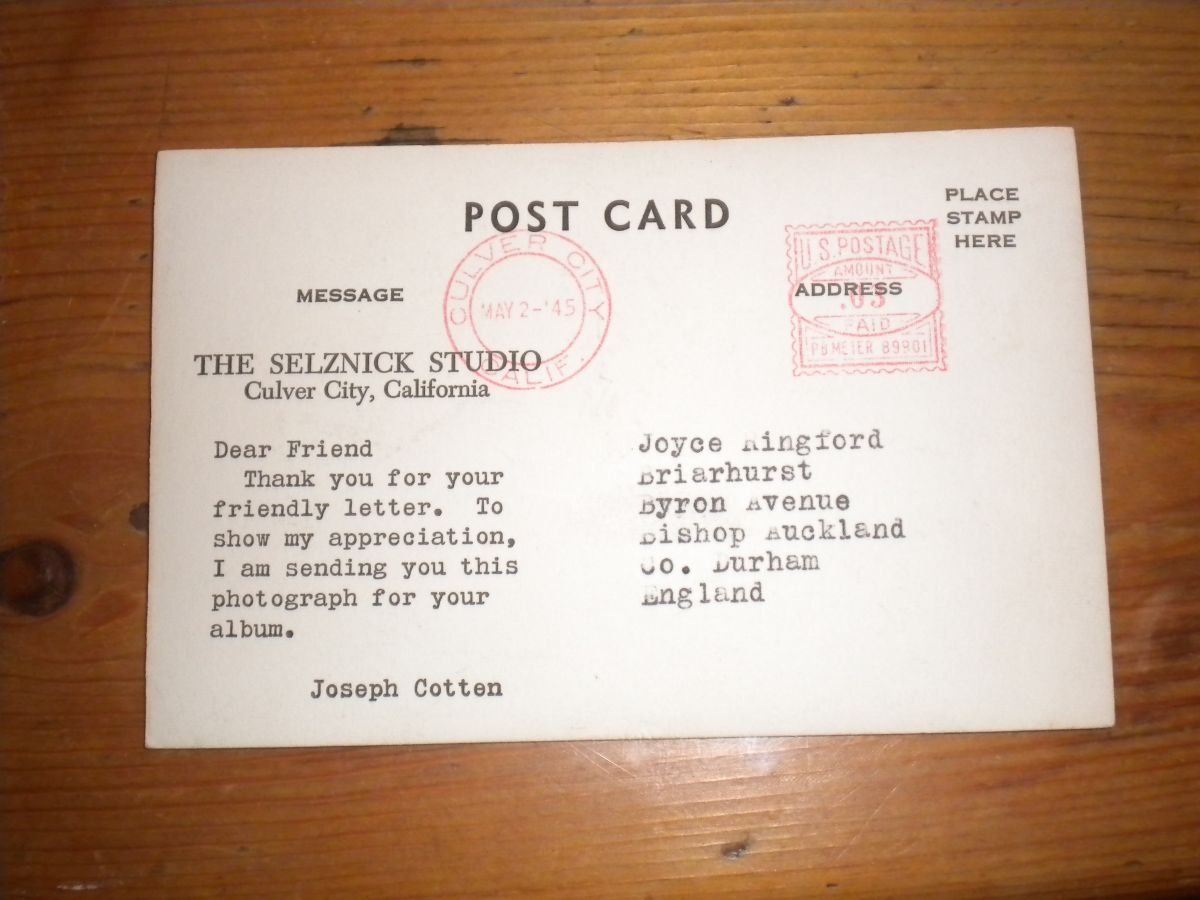 POST CARD
PLACE
STAMP
HERE
CULVER CITY
MAY 2-'45
CALIF.
U.S. POSTAGE
AMOUNT
.03
PAID
PB METER 89901
MESSAGE
ADDRESS
THE SELZNICK STUDIO
Culver City, California
Dear Friend
Thank you for your
friendly letter. To
show my appreciation,
I am sending you this
photograph for your
album.
Joseph Cotten
Joyce
Briarhurst
Byron Avenue
Bishop Auckland
Co. Durham
England